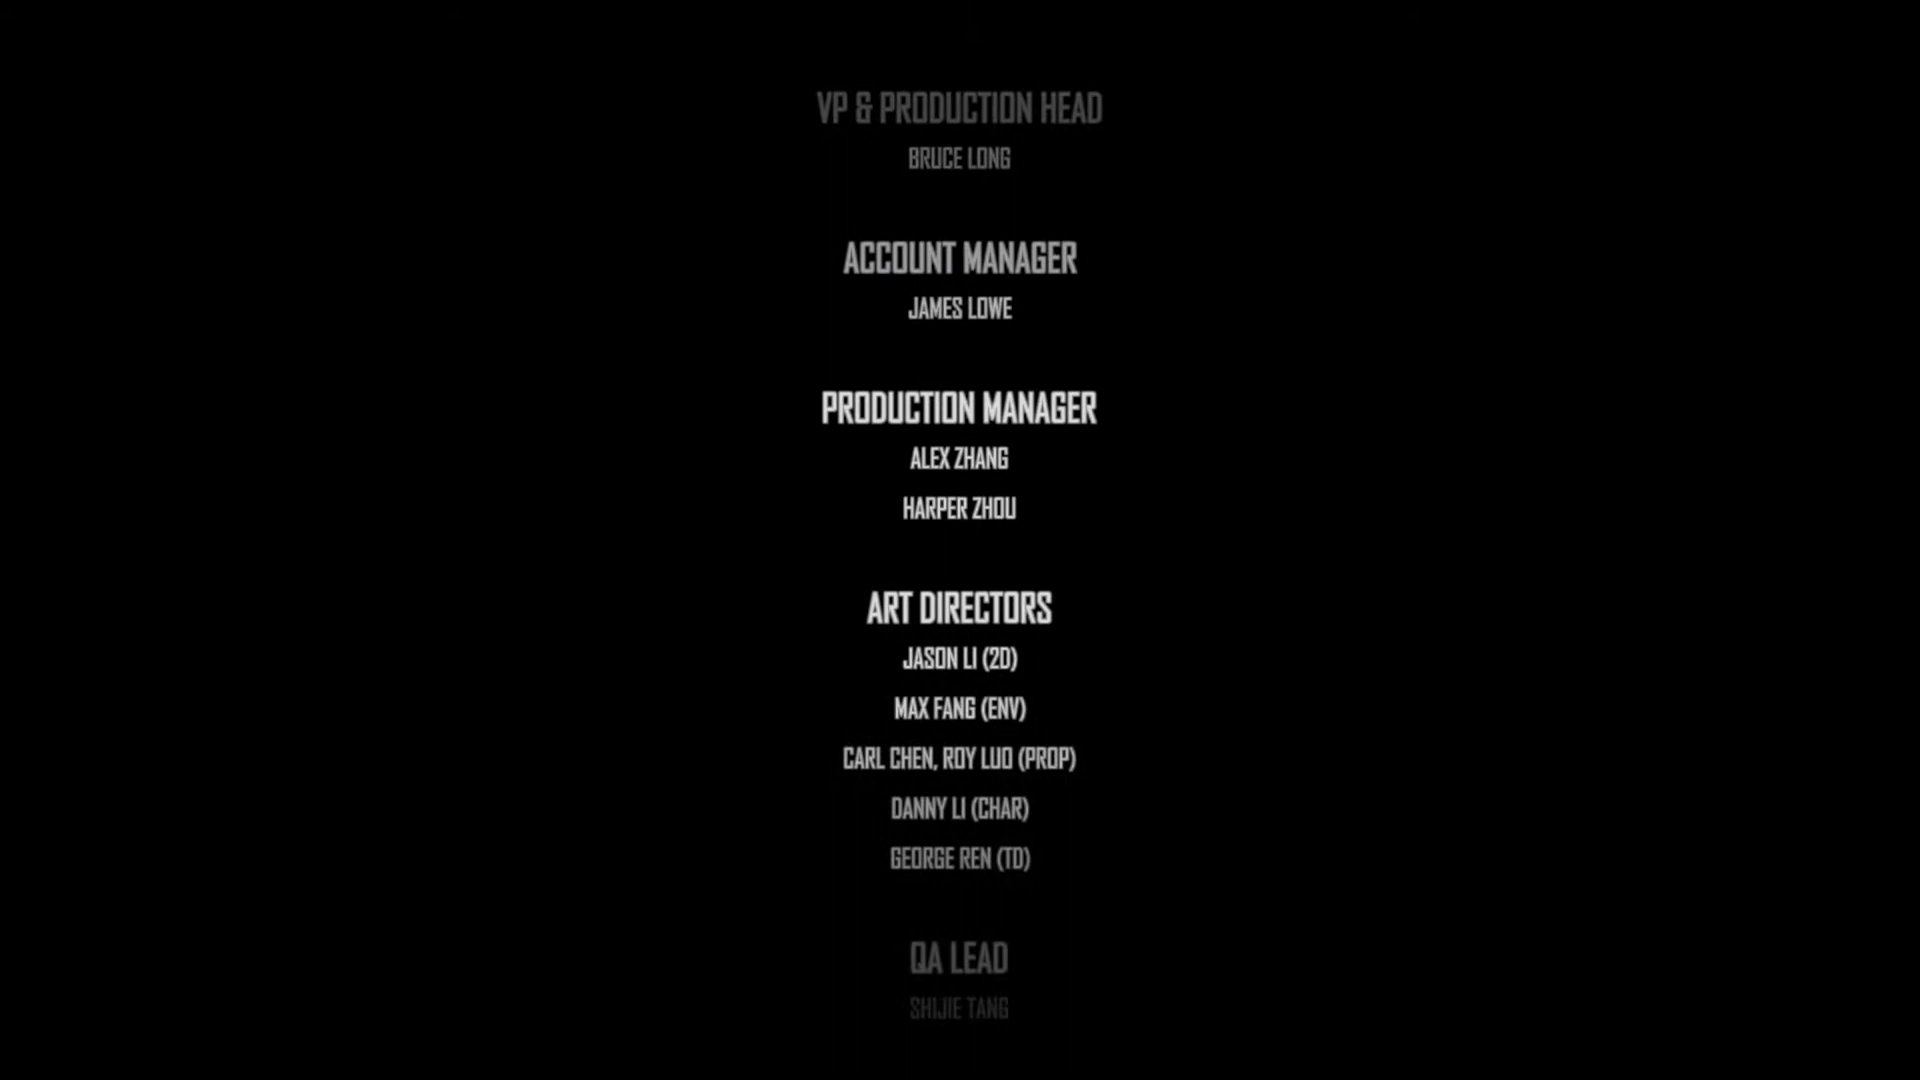 VP & PRODUCTION HEAD
BRUCE LONG
ACCOUNT MANAGER
JAMES LOWE
PRODUCTION MANAGER
ALEX ZHANG
HARPER ZHOU
ART DIRECTORS
JASON LI (2D)
MAX FANG (ENV)
CARL CHEN, ROY LUO (PROP)
DANNY LI (CHAR)
GEORGE REN (TD)
QA LEAD
SHIJIE TANG